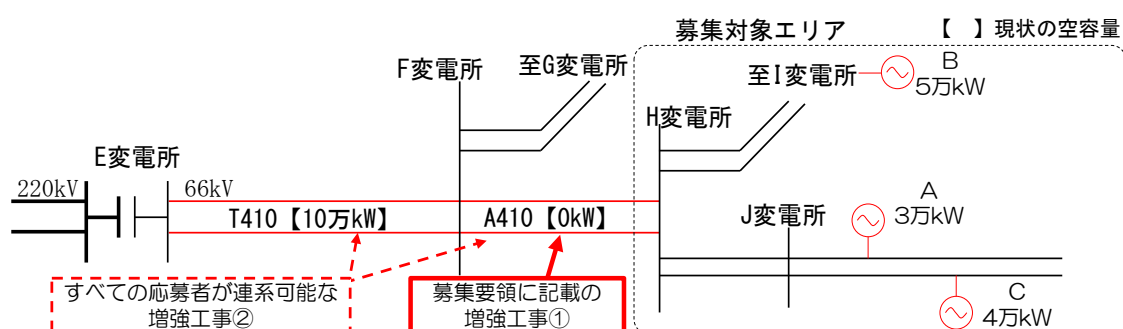 募集対象エリア
【　】現状の空容量
F変電所
至G変電所
至I変電所
B
5万kW
H変電所
E変電所
220kV
66kV
T410【10万kW】
A410【0kW】
J変電所
A
3万kW
すべての応募者が連系可能な
増強工事②
募集要領に記載の
増強工事①
C
4万kW